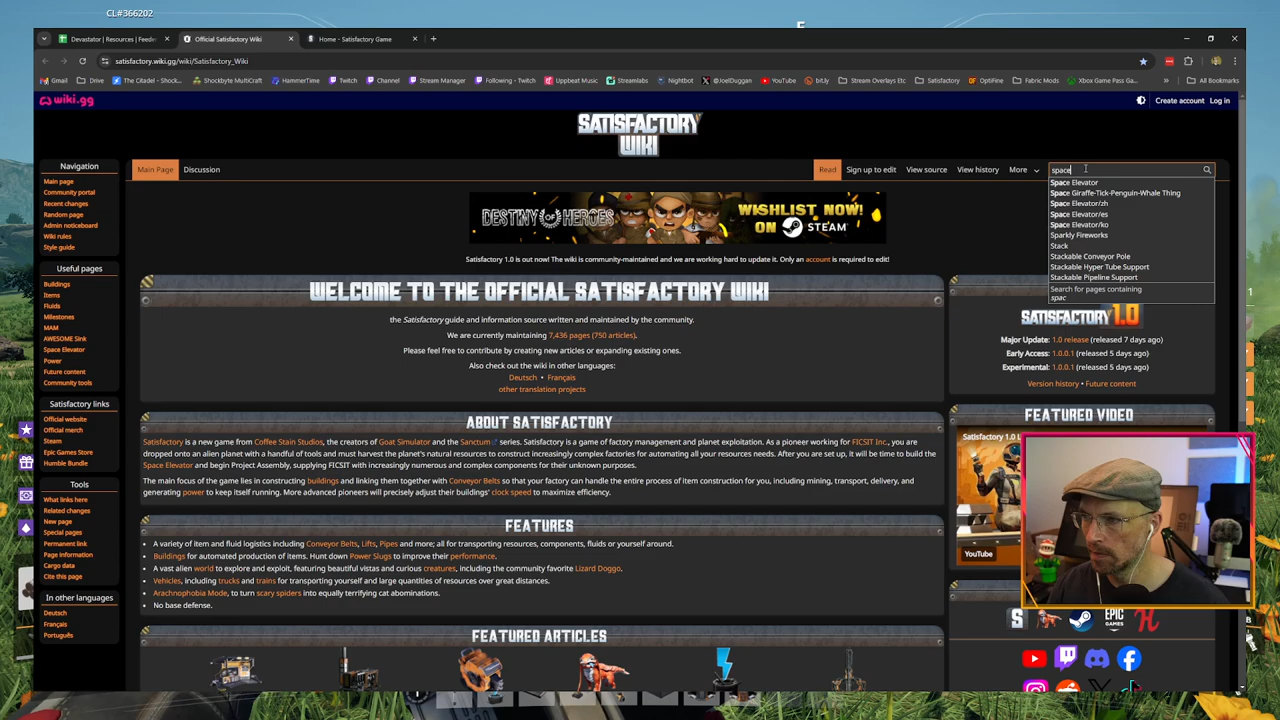 CL#366202
Devastator | Resources | Feeder
Official Satisfactory Wiki
Home - Satisfactory Game
satisfactory.wiki.gg/wiki/Satisfactory_Wiki
Gmail
Drive
The Citadel - Shock...
Shockbyte MultiCraft
HammerTime
Twitch
Channel
Stream Manager
Following - Twitch
Uppbeat Music
Streamlabs
Nightbot
@JoelDuggan
YouTube
bit.ly
Stream Overlays Etc
Satisfactory
OptiFine
Fabric Mods
Xbox Game Pass Ga...
All Bookmarks
wiki.gg
Create account Log in
SATISFACTORY
WIKI
Main Page
Discussion
Read
Sign up to edit
View source
View history
More
space
Space Elevator
Space Giraffe-Tick-Penguin-Whale Thing
Space Elevator/zh
Space Elevator/es
Space Elevator/ko
Sparkly Fireworks
Stack
Stackable Conveyor Pole
Stackable Hyper Tube Support
Stackable Pipeline Support
Search for pages containing
spac
Navigation
Main page
Community portal
Recent changes
Random page
Admin noticeboard
Wiki rules
Style guide
Useful pages
Buildings
Items
Fluids
Milestones
MAM
AWESOME Sink
Space Elevator
Power
Future content
Community tools
Satisfactory links
Official website
Official merch
Steam
Epic Games Store
Humble Bundle
Tools
What links here
Related changes
New page
Special pages
Permanent link
Page information
Cargo data
Cite this page
In other languages
Deutsch
Français
Português
DESTINY OF HEROES
WISHLIST NOW!
ON STEAM
Satisfactory 1.0 is out now! The wiki is community-maintained and we are working hard to update it. Only an account is required to edit!
WELCOME TO THE OFFICIAL SATISFACTORY WIKI
the Satisfactory guide and information source written and maintained by the community.
We are currently maintaining 7,436 pages (750 articles).
Please feel free to contribute by creating new articles or expanding existing ones.
Also check out the wiki in other languages:
Deutsch • Français
other translation projects
ABOUT SATISFACTORY
Satisfactory is a new game from Coffee Stain Studios, the creators of Goat Simulator and the Sanctum series. Satisfactory is a game of factory management and planet exploitation. As a pioneer working for FICSIT Inc., you are
dropped onto an alien planet with a handful of tools and must harvest the planet's natural resources to construct increasingly complex factories for automating all your resource needs. After you are set up, it will be time to build the
Space Elevator and begin Project Assembly, supplying FICSIT with increasingly numerous and complex components for their unknown purposes.
The main focus of the game lies in constructing buildings and linking them together with Conveyor Belts so that your factory can handle the entire process of item construction for you, including mining, transport, delivery, and
generating power to keep itself running. More advanced pioneers will precisely adjust their buildings' clock speed to maximize efficiency.
FEATURES
• A variety of item and fluid logistics including Conveyor Belts, Lifts, Pipes and more; all for transporting resources, components, fluids or yourself around.
• Buildings for automated production of items. Hunt down Power Slugs to improve their performance.
• A vast alien world to explore and exploit, featuring beautiful vistas and curious creatures, including the community favorite Lizard Doggo.
• Vehicles, including trucks and trains for transporting yourself and large quantities of resources over great distances.
• Arachnophobia Mode, to turn scary spiders into equally terrifying cat abominations.
• No base defense.
FEATURED ARTICLES
SATISFACTORY 1.0
Major Update: 1.0 release (released 7 days ago)
Early Access: 1.0.0.1 (released 5 days ago)
Experimental: 1.0.0.1 (released 5 days ago)
Version history • Future content
FEATURED VIDEO
Satisfactory 1.0 L
YouTube
EPIC
GAMES